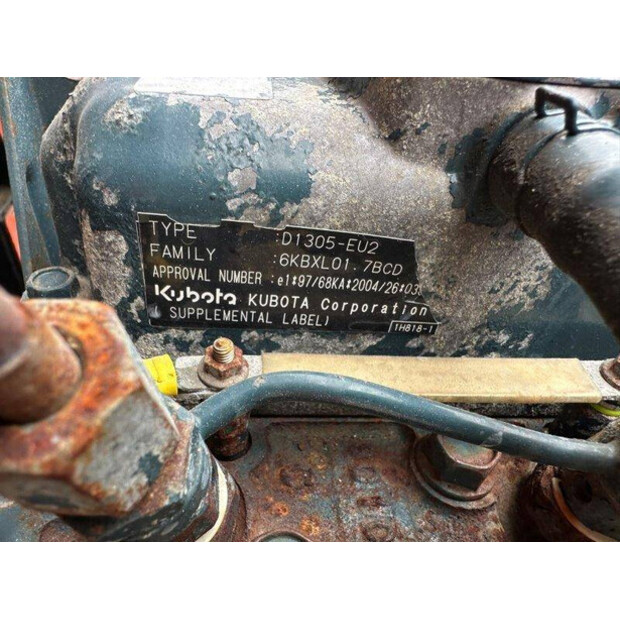 TYPE :D1305-EU2
FAMILY :6KBXL01.7BCD
APPROVAL NUMBER :e1*97/68KA*2004/26*03
Kubota KUBOTA Corporation
SUPPLEMENTAL LABEL)
1H818-1